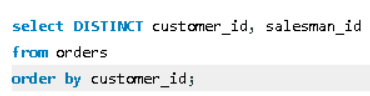 select DISTINCT customer_id, salesman_id
from orders
order by customer_id;